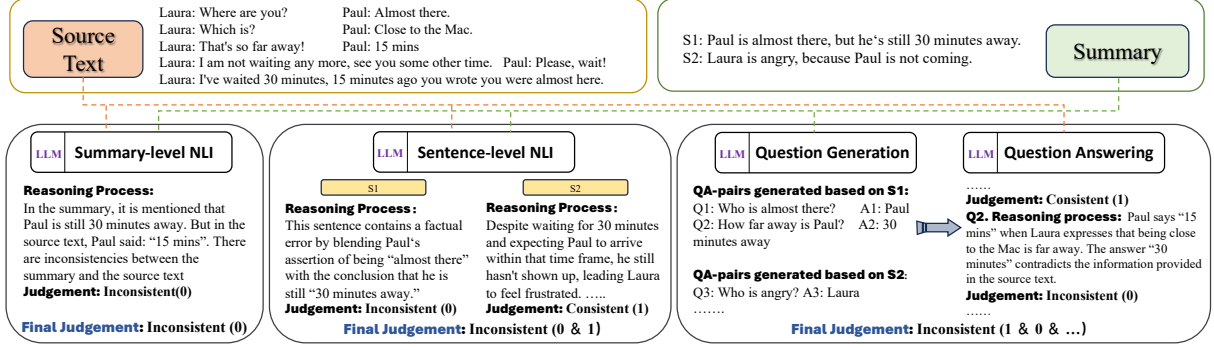 Source
Text
Laura: Where are you? Paul: Almost there.
Laura: Which is? Paul: Close to the Mac.
Laura: That's so far away! Paul: 15 mins
Laura: I am not waiting any more, see you some other time. Paul: Please, wait!
Laura: I've waited 30 minutes, 15 minutes ago you wrote you were almost here.
S1: Paul is almost there, but he's still 30 minutes away.
S2: Laura is angry, because Paul is not coming.
Summary
LLM Summary-level NLI
Reasoning Process:
In the summary, it is mentioned that
Paul is still 30 minutes away. But in the
source text, Paul said: "15 mins". There
are inconsistencies between the
summary and the source text
Judgement: Inconsistent(0)
Final Judgement: Inconsistent (0)
LLM Sentence-level NLI
S1
Reasoning Process:
This sentence contains a factual
error by blending Paul's
assertion of being "almost there"
with the conclusion that he is
still "30 minutes away."
Judgement: Inconsistent (0)
S2
Reasoning Process:
Despite waiting for 30 minutes
and expecting Paul to arrive
within that time frame, he still
hasn't shown up, leading Laura
to feel frustrated. …..
Judgement: Consistent (1)
Final Judgement: Inconsistent (0 & 1)
LLM Question Generation
QA-pairs generated based on S1:
Q1: Who is almost there? A1: Paul
Q2: How far away is Paul? A2: 30
minutes away
QA-pairs generated based on S2:
Q3: Who is angry? A3: Laura
…….
LLM Question Answering
……
Judgement: Consistent (1)
Q2. Reasoning process: Paul says "15
mins" when Laura expresses that being
close to the Mac is far away. The answer "30
minutes" contradicts the information provided
in the source text.
Judgement: Inconsistent (0)
……
Final Judgement: Inconsistent (1 & 0 & …)